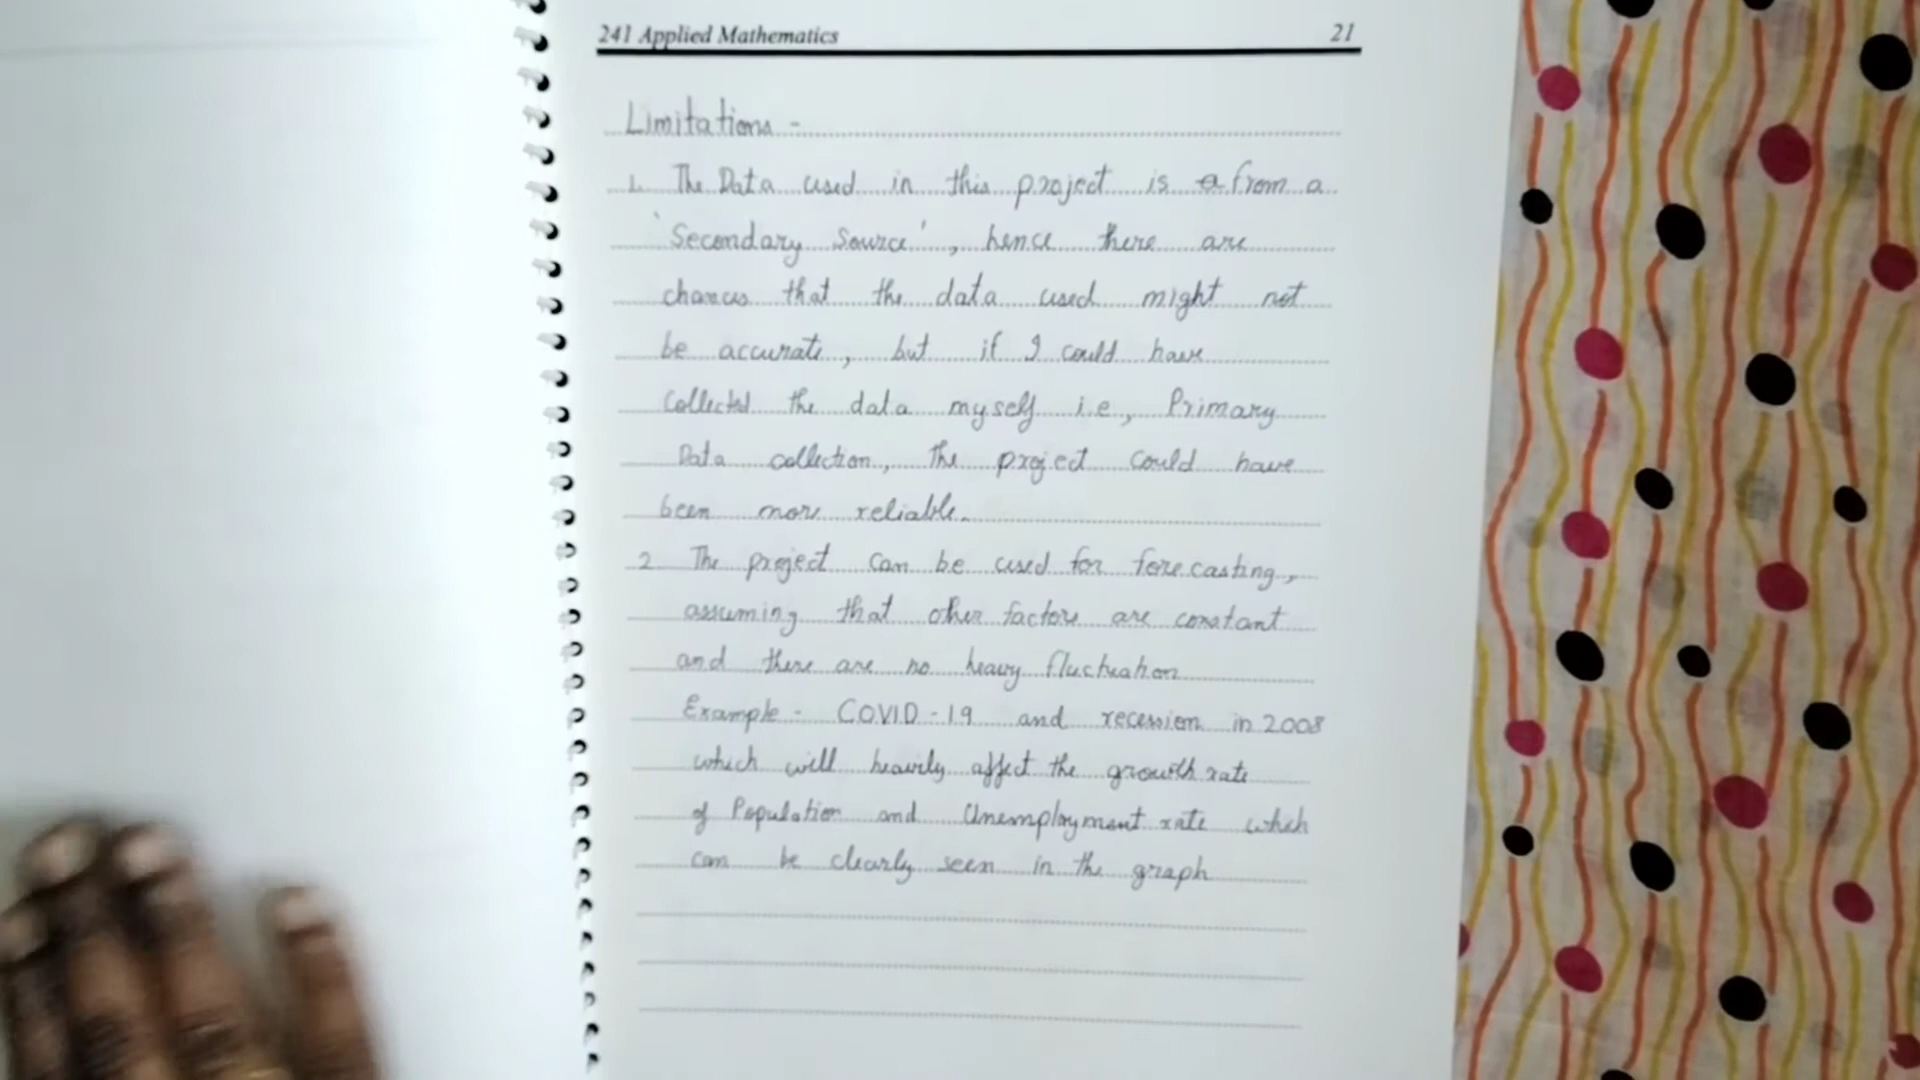 241 Applied Mathematics 21
Limitations -
1. The Data used in this project is a from a
'Secondary Source', hence there are
chances that the data used might not
be accurate, but if I could have
collected the data myself i.e., Primary
Data collection, the project could have
been more reliable.
2 The project can be used for forecasting,
assuming that other factors are constant
and there are no heavy fluctuation
Example - COVID-19 and recession in 2008
which will heavily affect the growth rate
of Population and Unemployment rate which
can be clearly seen in the graph